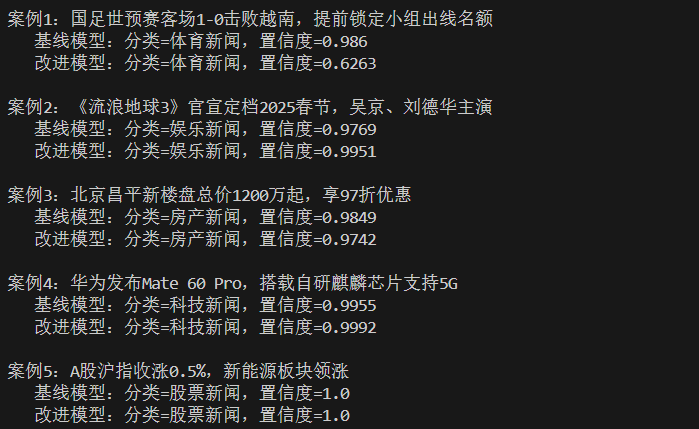 案例1：国足世预赛客场1-0击败越南，提前锁定小组出线名额
基线模型：分类=体育新闻，置信度=0.986
改进模型：分类=体育新闻，置信度=0.6263
案例2：《流浪地球3》官宣定档2025春节，吴京、刘德华主演
基线模型：分类=娱乐新闻，置信度=0.9769
改进模型：分类=娱乐新闻，置信度=0.9951
案例3：北京昌平新楼盘总价1200万起，享97折优惠
基线模型：分类=房产新闻，置信度=0.9849
改进模型：分类=房产新闻，置信度=0.9742
案例4：华为发布Mate 60 Pro，搭载自研麒麟芯片支持5G
基线模型：分类=科技新闻，置信度=0.9955
改进模型：分类=科技新闻，置信度=0.9992
案例5：A股沪指收涨0.5%，新能源板块领涨
基线模型：分类=股票新闻，置信度=1.0
改进模型：分类=股票新闻，置信度=1.0